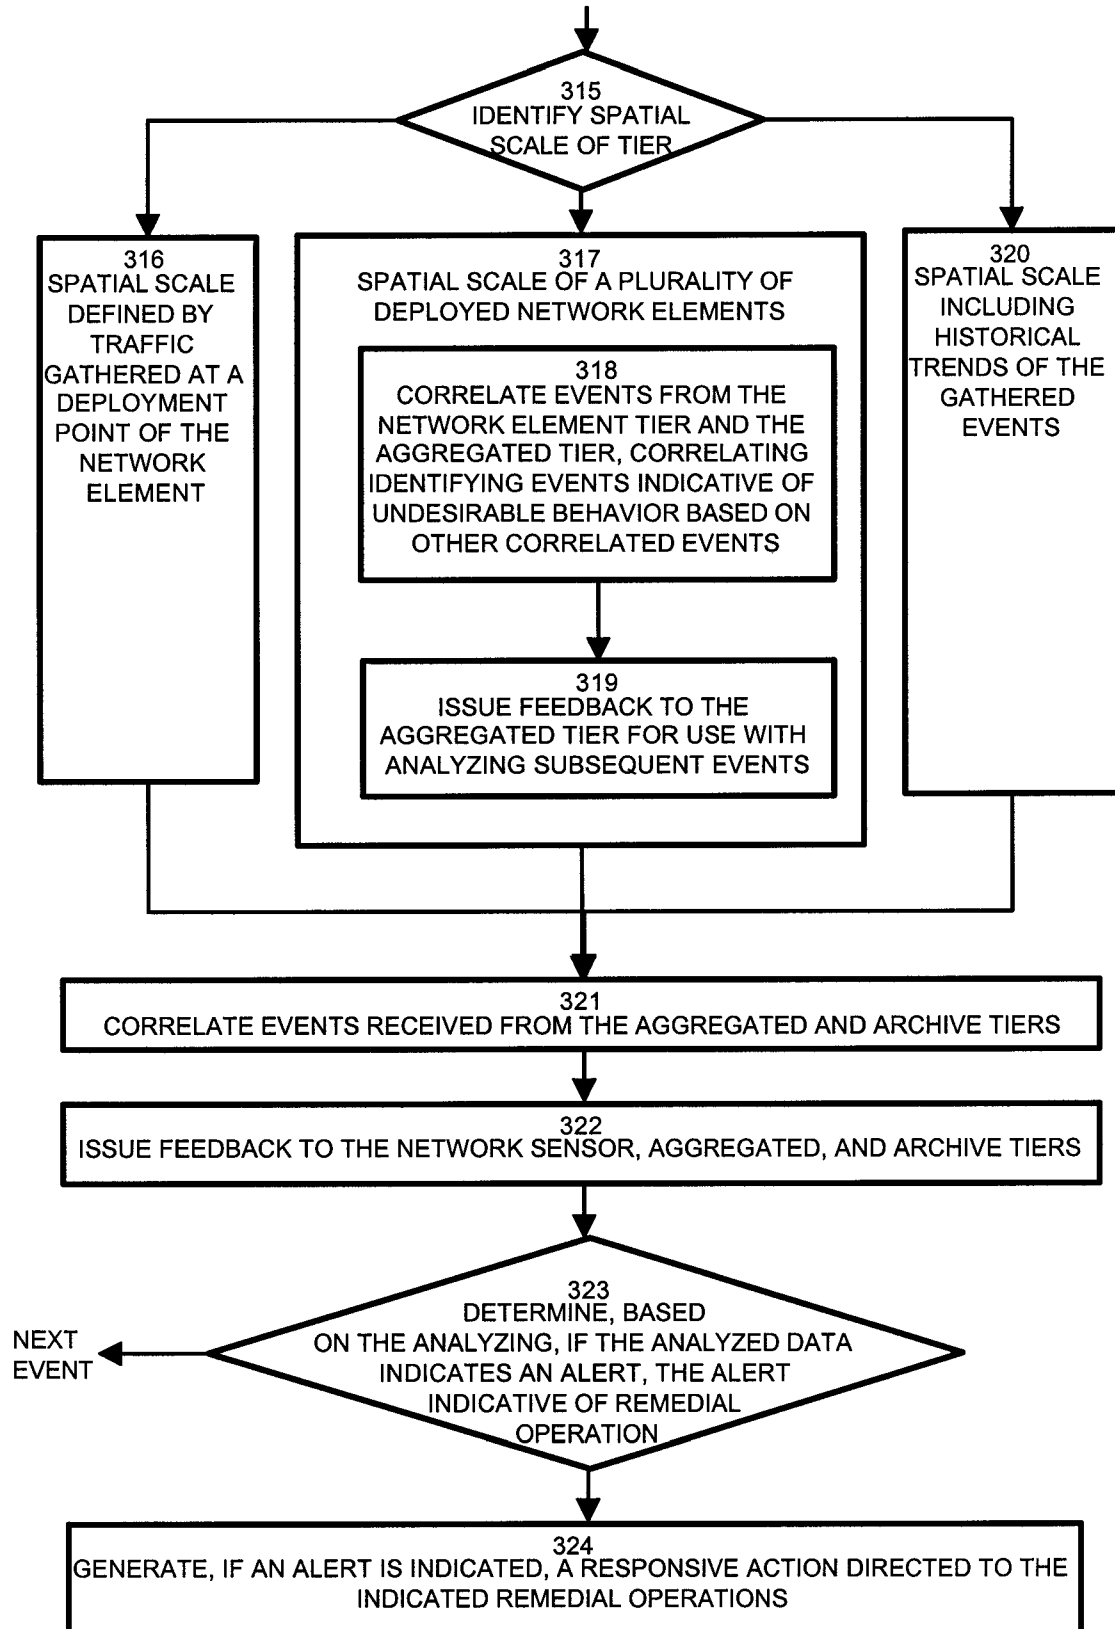 315
IDENTIFY SPATIAL
SCALE OF TIER
316
SPATIAL SCALE
DEFINED BY
TRAFFIC
GATHERED AT A
DEPLOYMENT
POINT OF THE
NETWORK
ELEMENT
317
SPATIAL SCALE OF A PLURALITY OF
DEPLOYED NETWORK ELEMENTS
318
CORRELATE EVENTS FROM THE
NETWORK ELEMENT TIER AND THE
AGGREGATED TIER, CORRELATING
IDENTIFYING EVENTS INDICATIVE OF
UNDESIRABLE BEHAVIOR BASED ON
OTHER CORRELATED EVENTS
319
ISSUE FEEDBACK TO THE
AGGREGATED TIER FOR USE WITH
ANALYZING SUBSEQUENT EVENTS
320
SPATIAL SCALE
INCLUDING
HISTORICAL
TRENDS OF THE
GATHERED
EVENTS
321
CORRELATE EVENTS RECEIVED FROM THE AGGREGATED AND ARCHIVE TIERS
322
ISSUE FEEDBACK TO THE NETWORK SENSOR, AGGREGATED, AND ARCHIVE TIERS
323
DETERMINE, BASED
ON THE ANALYZING, IF THE ANALYZED DATA
INDICATES AN ALERT, THE ALERT
INDICATIVE OF REMEDIAL
OPERATION
NEXT
EVENT
324
GENERATE, IF AN ALERT IS INDICATED, A RESPONSIVE ACTION DIRECTED TO THE
INDICATED REMEDIAL OPERATIONS